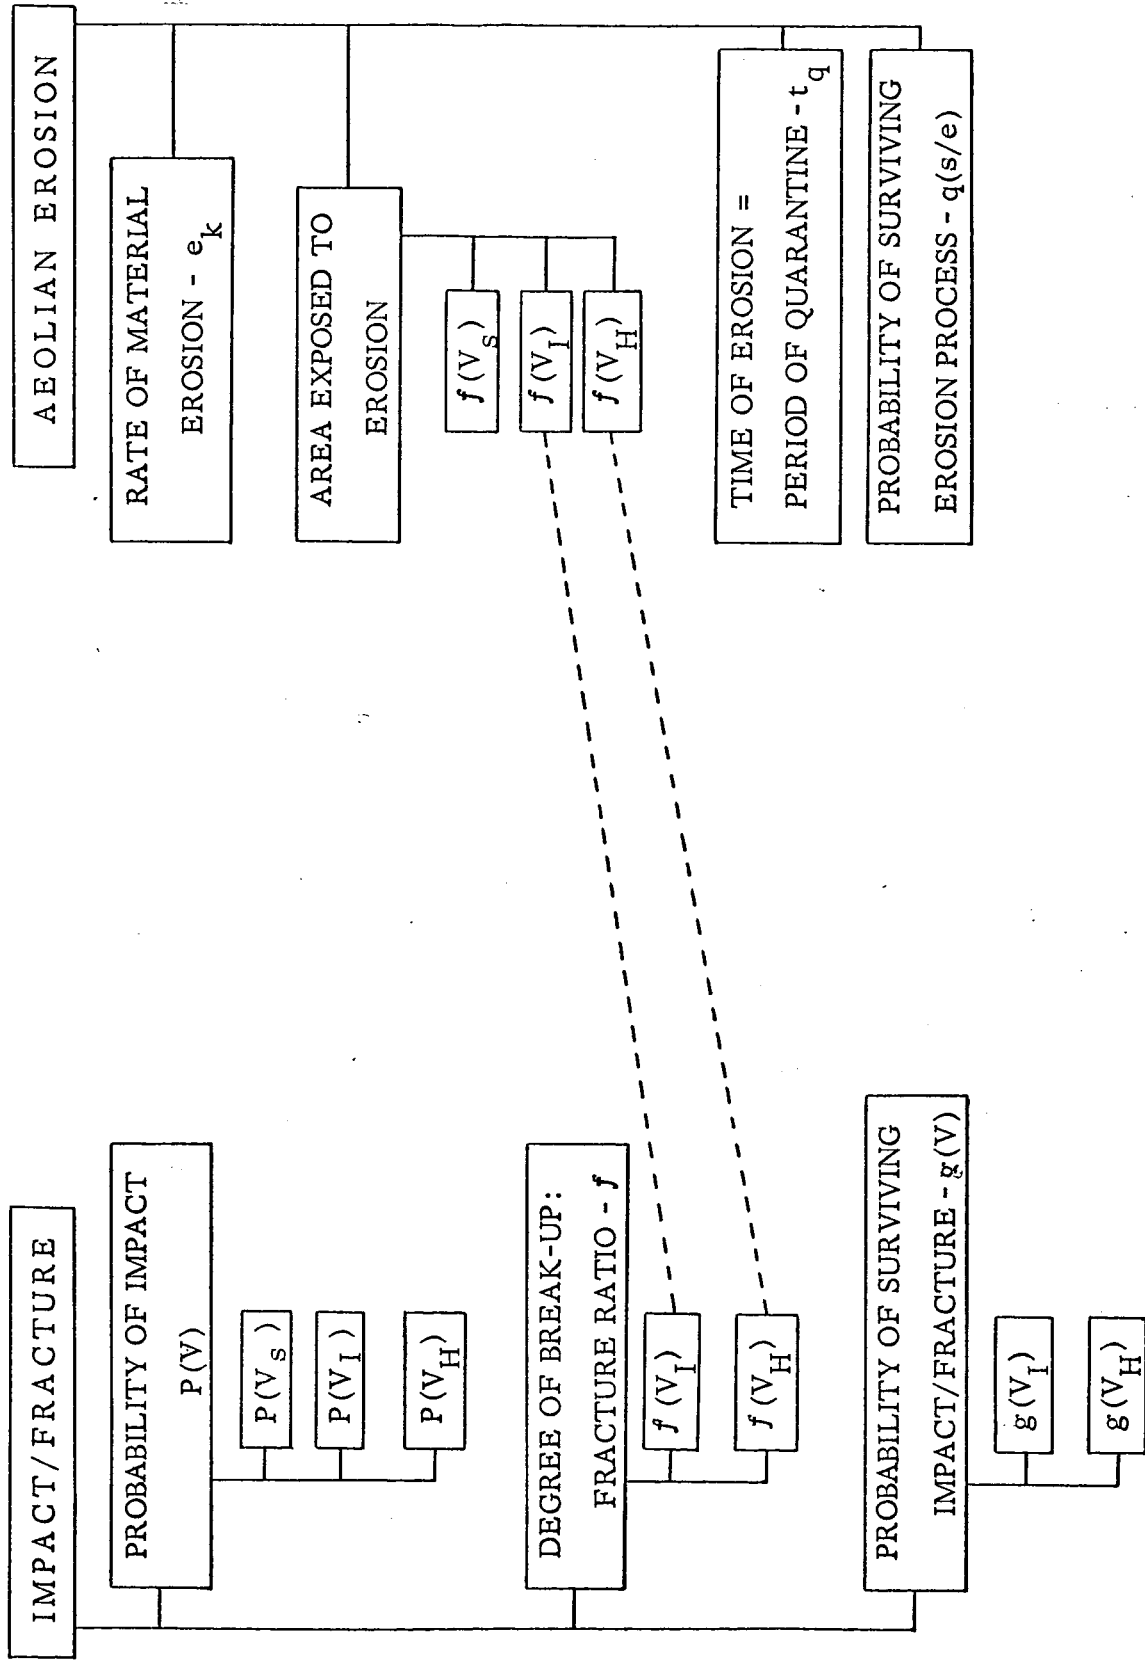 IMPACT/FRACTURE
PROBABILITY OF IMPACT
P(V)
P(V_s)
P(V_I)
P(V_H)
DEGREE OF BREAK-UP:
FRACTURE RATIO - f
f(V_I)
f(V_H)
PROBABILITY OF SURVIVING
IMPACT/FRACTURE - g(V)
g(V_I)
g(V_H)
AEOLIAN EROSION
RATE OF MATERIAL
EROSION - e_k
AREA EXPOSED TO
EROSION
f(V_s)
f(V_I)
f(V_H)
TIME OF EROSION =
PERIOD OF QUARANTINE - t_q
PROBABILITY OF SURVIVING
EROSION PROCESS - q(s/e)